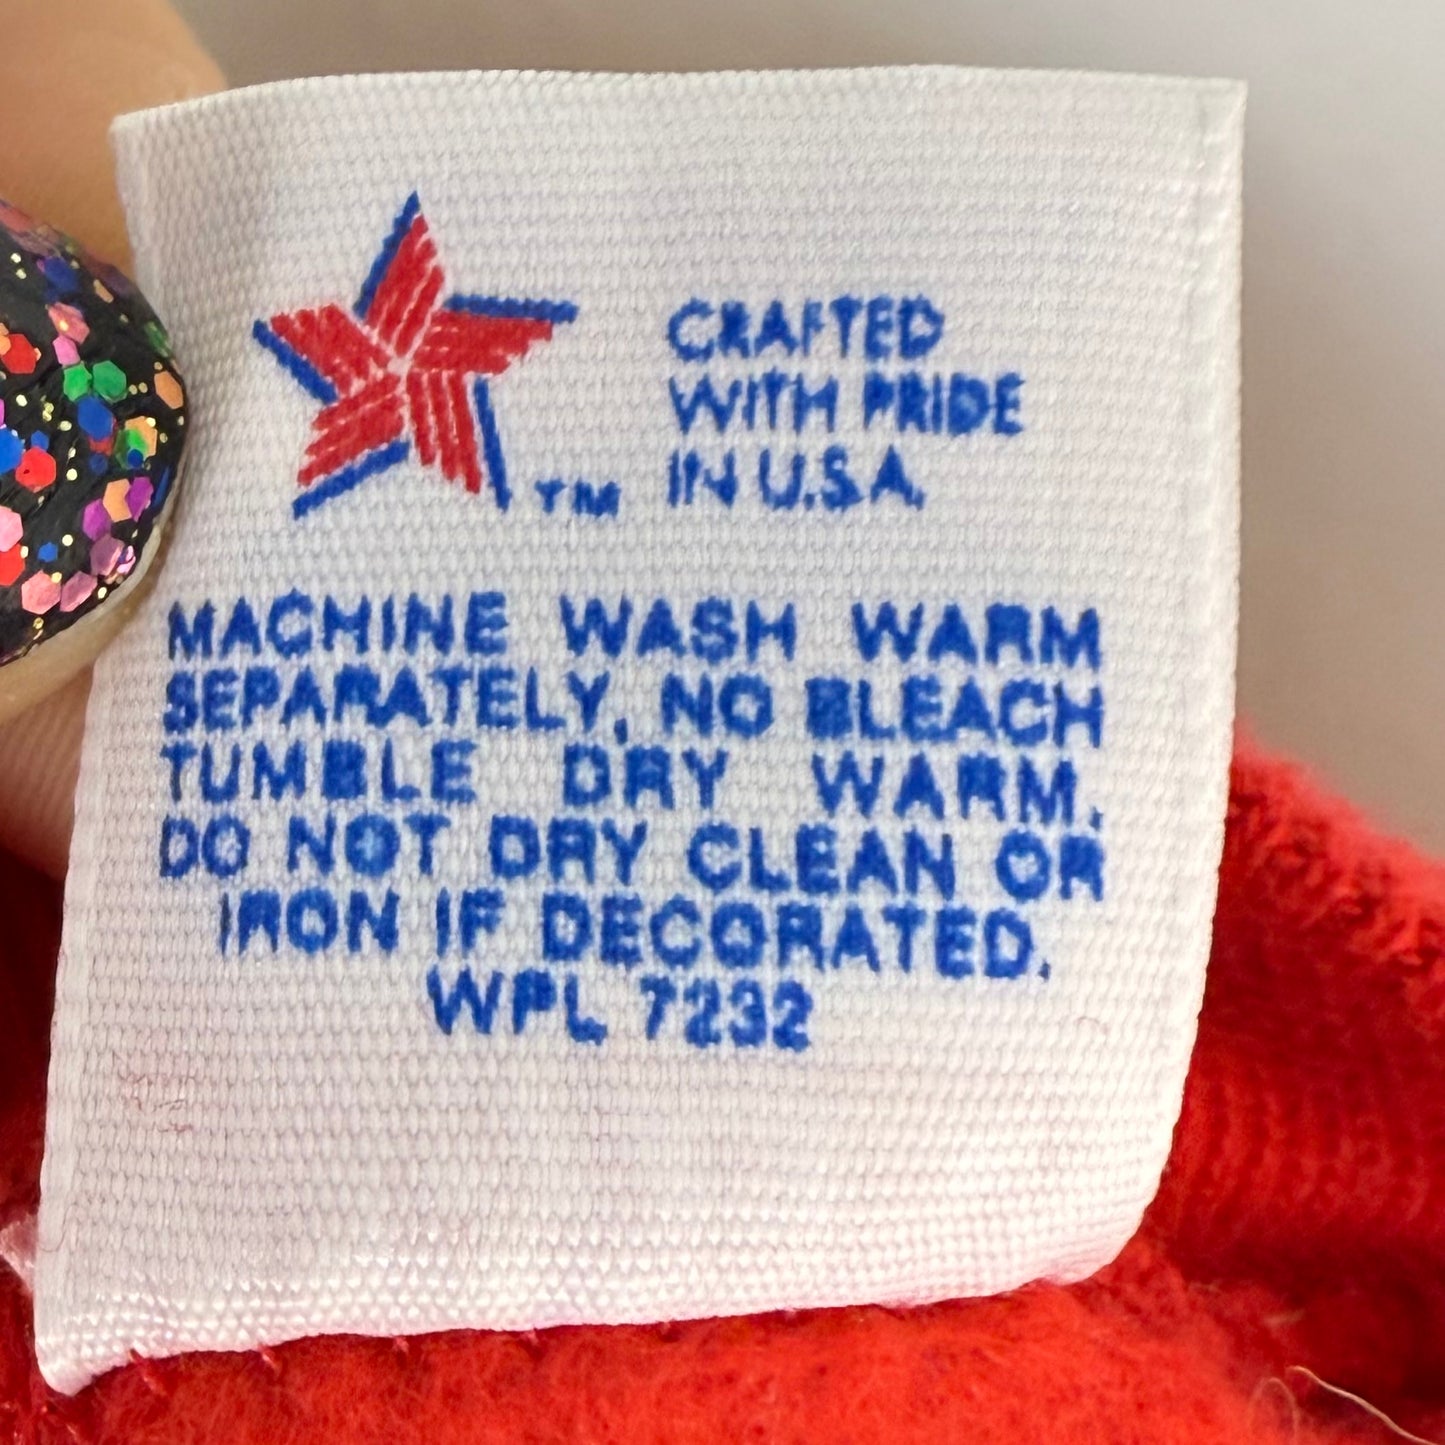 CRAFTED
WITH PRIDE
IN U.S.A.
TM
MACHINE WASH WARM
SEPARATELY, NO BLEACH
TUMBLE DRY WARM.
DO NOT DRY CLEAN OR
IRON IF DECORATED.
WPL 7232